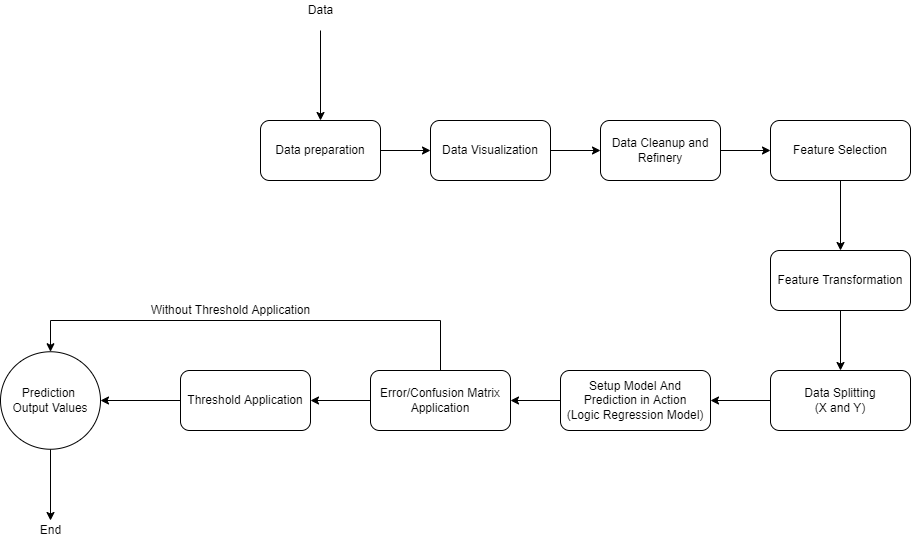 Data
Data preparation
Data Visualization
Data Cleanup and
Refinery
Feature Selection
Feature Transformation
Data Splitting
(X and Y)
Setup Model And
Prediction in Action
(Logic Regression Model)
Error/Confusion Matrix
Application
Without Threshold Application
Threshold Application
Prediction
Output Values
End